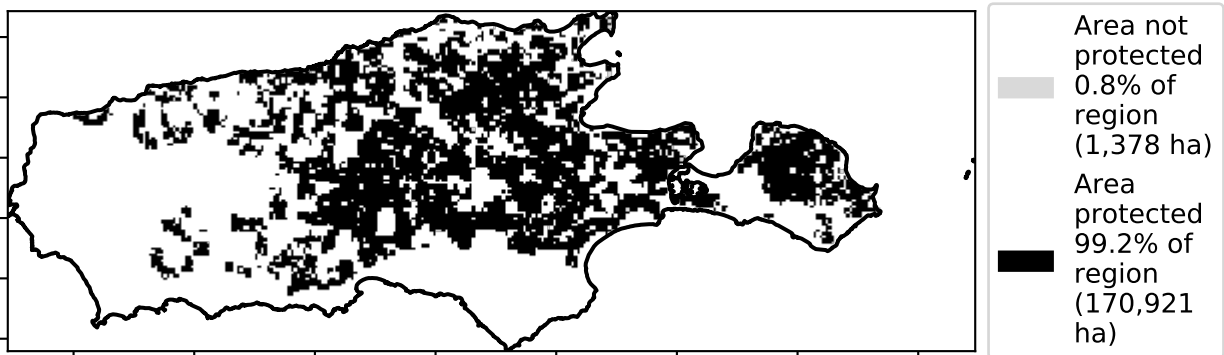 Area not
protected
0.8% of
region
(1,378 ha)
Area
protected
99.2% of
region
(170,921
ha)